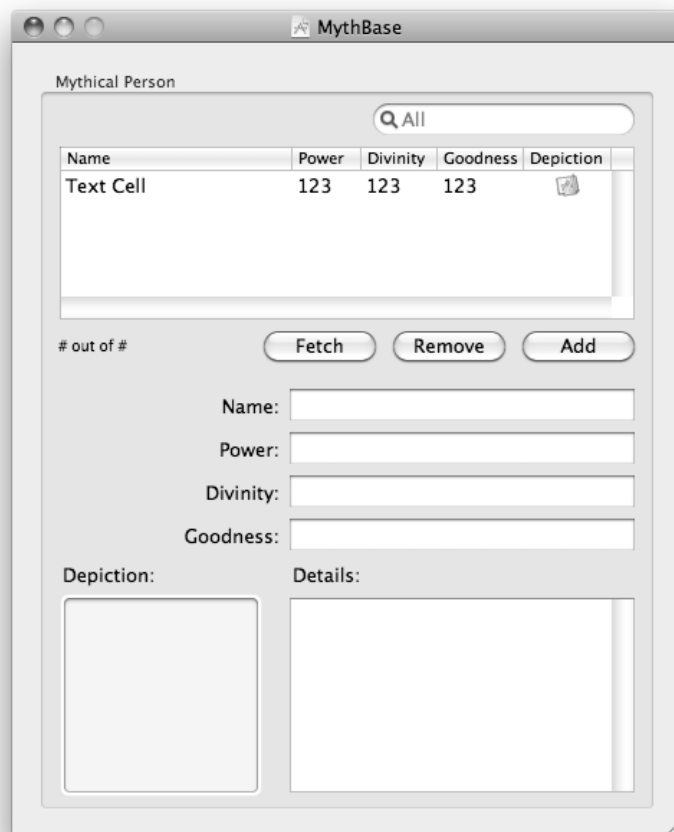 MythBase
Mythical Person
All
Name Power Divinity Goodness Depiction
Text Cell 123 123 123
# out of # Fetch Remove Add
Name:
Power:
Divinity:
Goodness:
Depiction: Details: